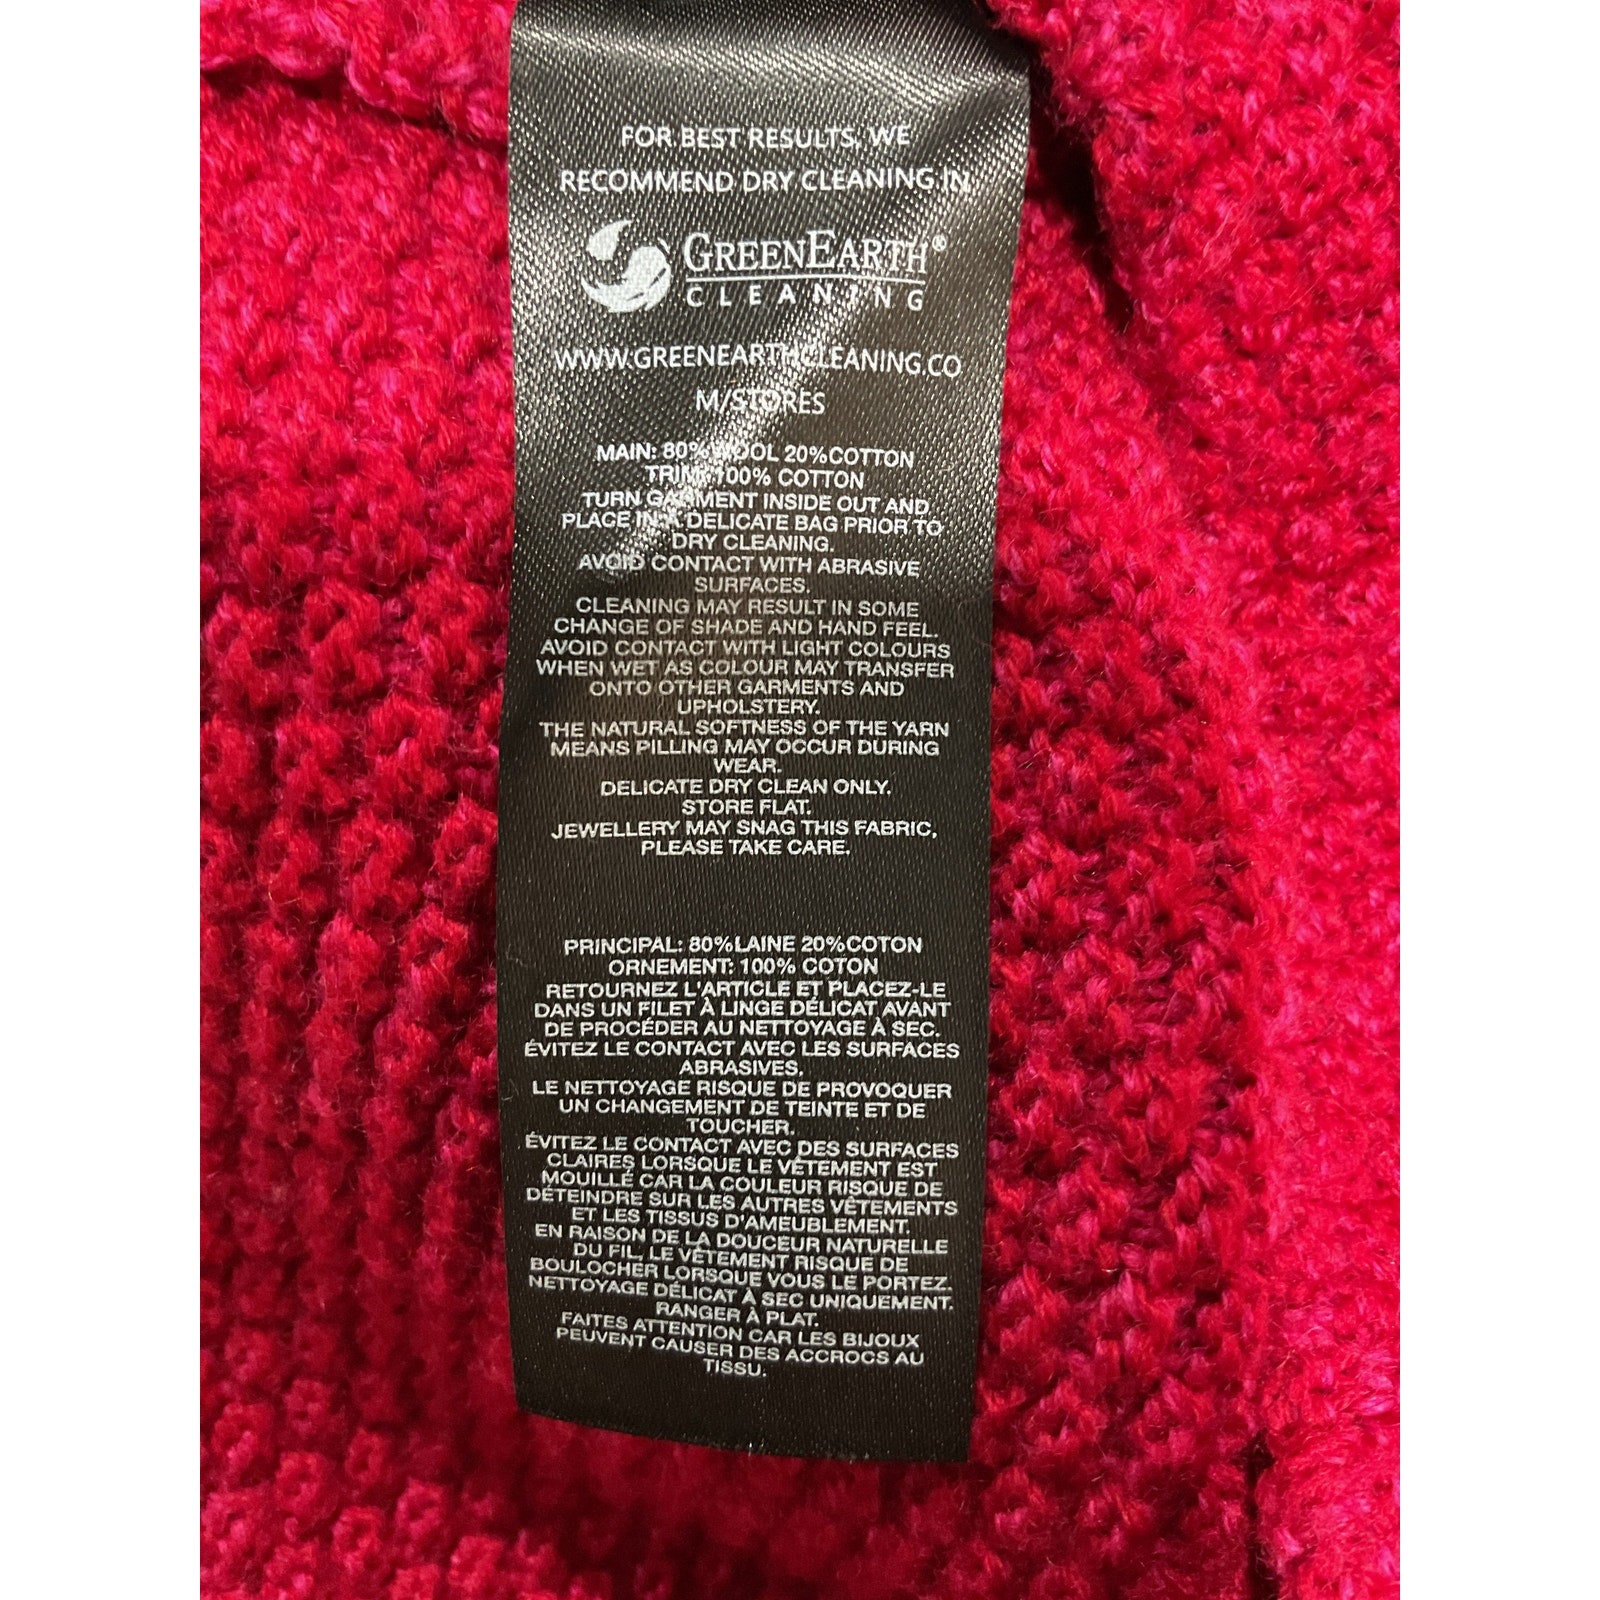 FOR BEST RESULTS, WE
RECOMMEND DRY CLEANING IN
GREENEARTH®
CLEANING
WWW.GREENEARTHCLEANING.CO
M/STORES
MAIN: 80% WOOL 20%COTTON
TRIM: 100% COTTON
TURN GARMENT INSIDE OUT AND
PLACE IN A DELICATE BAG PRIOR TO
DRY CLEANING.
AVOID CONTACT WITH ABRASIVE
SURFACES.
CLEANING MAY RESULT IN SOME
CHANGE OF SHADE AND HAND FEEL.
AVOID CONTACT WITH LIGHT COLOURS
WHEN WET AS COLOUR MAY TRANSFER
ONTO OTHER GARMENTS AND
UPHOLSTERY.
THE NATURAL SOFTNESS OF THE YARN
MEANS PILLING MAY OCCUR DURING
WEAR.
DELICATE DRY CLEAN ONLY.
STORE FLAT.
JEWELLERY MAY SNAG THIS FABRIC,
PLEASE TAKE CARE.
PRINCIPAL: 80%LAINE 20%COTON
ORNEMENT: 100% COTON
RETOURNEZ L'ARTICLE ET PLACEZ-LE
DANS UN FILET À LINGE DÉLICAT AVANT
DE PROCÉDER AU NETTOYAGE À SEC.
ÉVITEZ LE CONTACT AVEC LES SURFACES
ABRASIVES.
LE NETTOYAGE RISQUE DE PROVOQUER
UN CHANGEMENT DE TEINTE ET DE
TOUCHER.
ÉVITEZ LE CONTACT AVEC DES SURFACES
CLAIRES LORSQUE LE VÊTEMENT EST
MOUILLÉ CAR LA COULEUR RISQUE DE
DÉTEINDRE SUR LES AUTRES VÊTEMENTS
ET LES TISSUS D'AMEUBLEMENT.
EN RAISON DE LA DOUCEUR NATURELLE
DU FIL, LE VÊTEMENT RISQUE DE
BOULOCHER LORSQUE VOUS LE PORTEZ.
NETTOYAGE DÉLICAT À SEC UNIQUEMENT.
RANGER À PLAT.
FAITES ATTENTION CAR LES BIJOUX
PEUVENT CAUSER DES ACCROCS AU
TISSU.